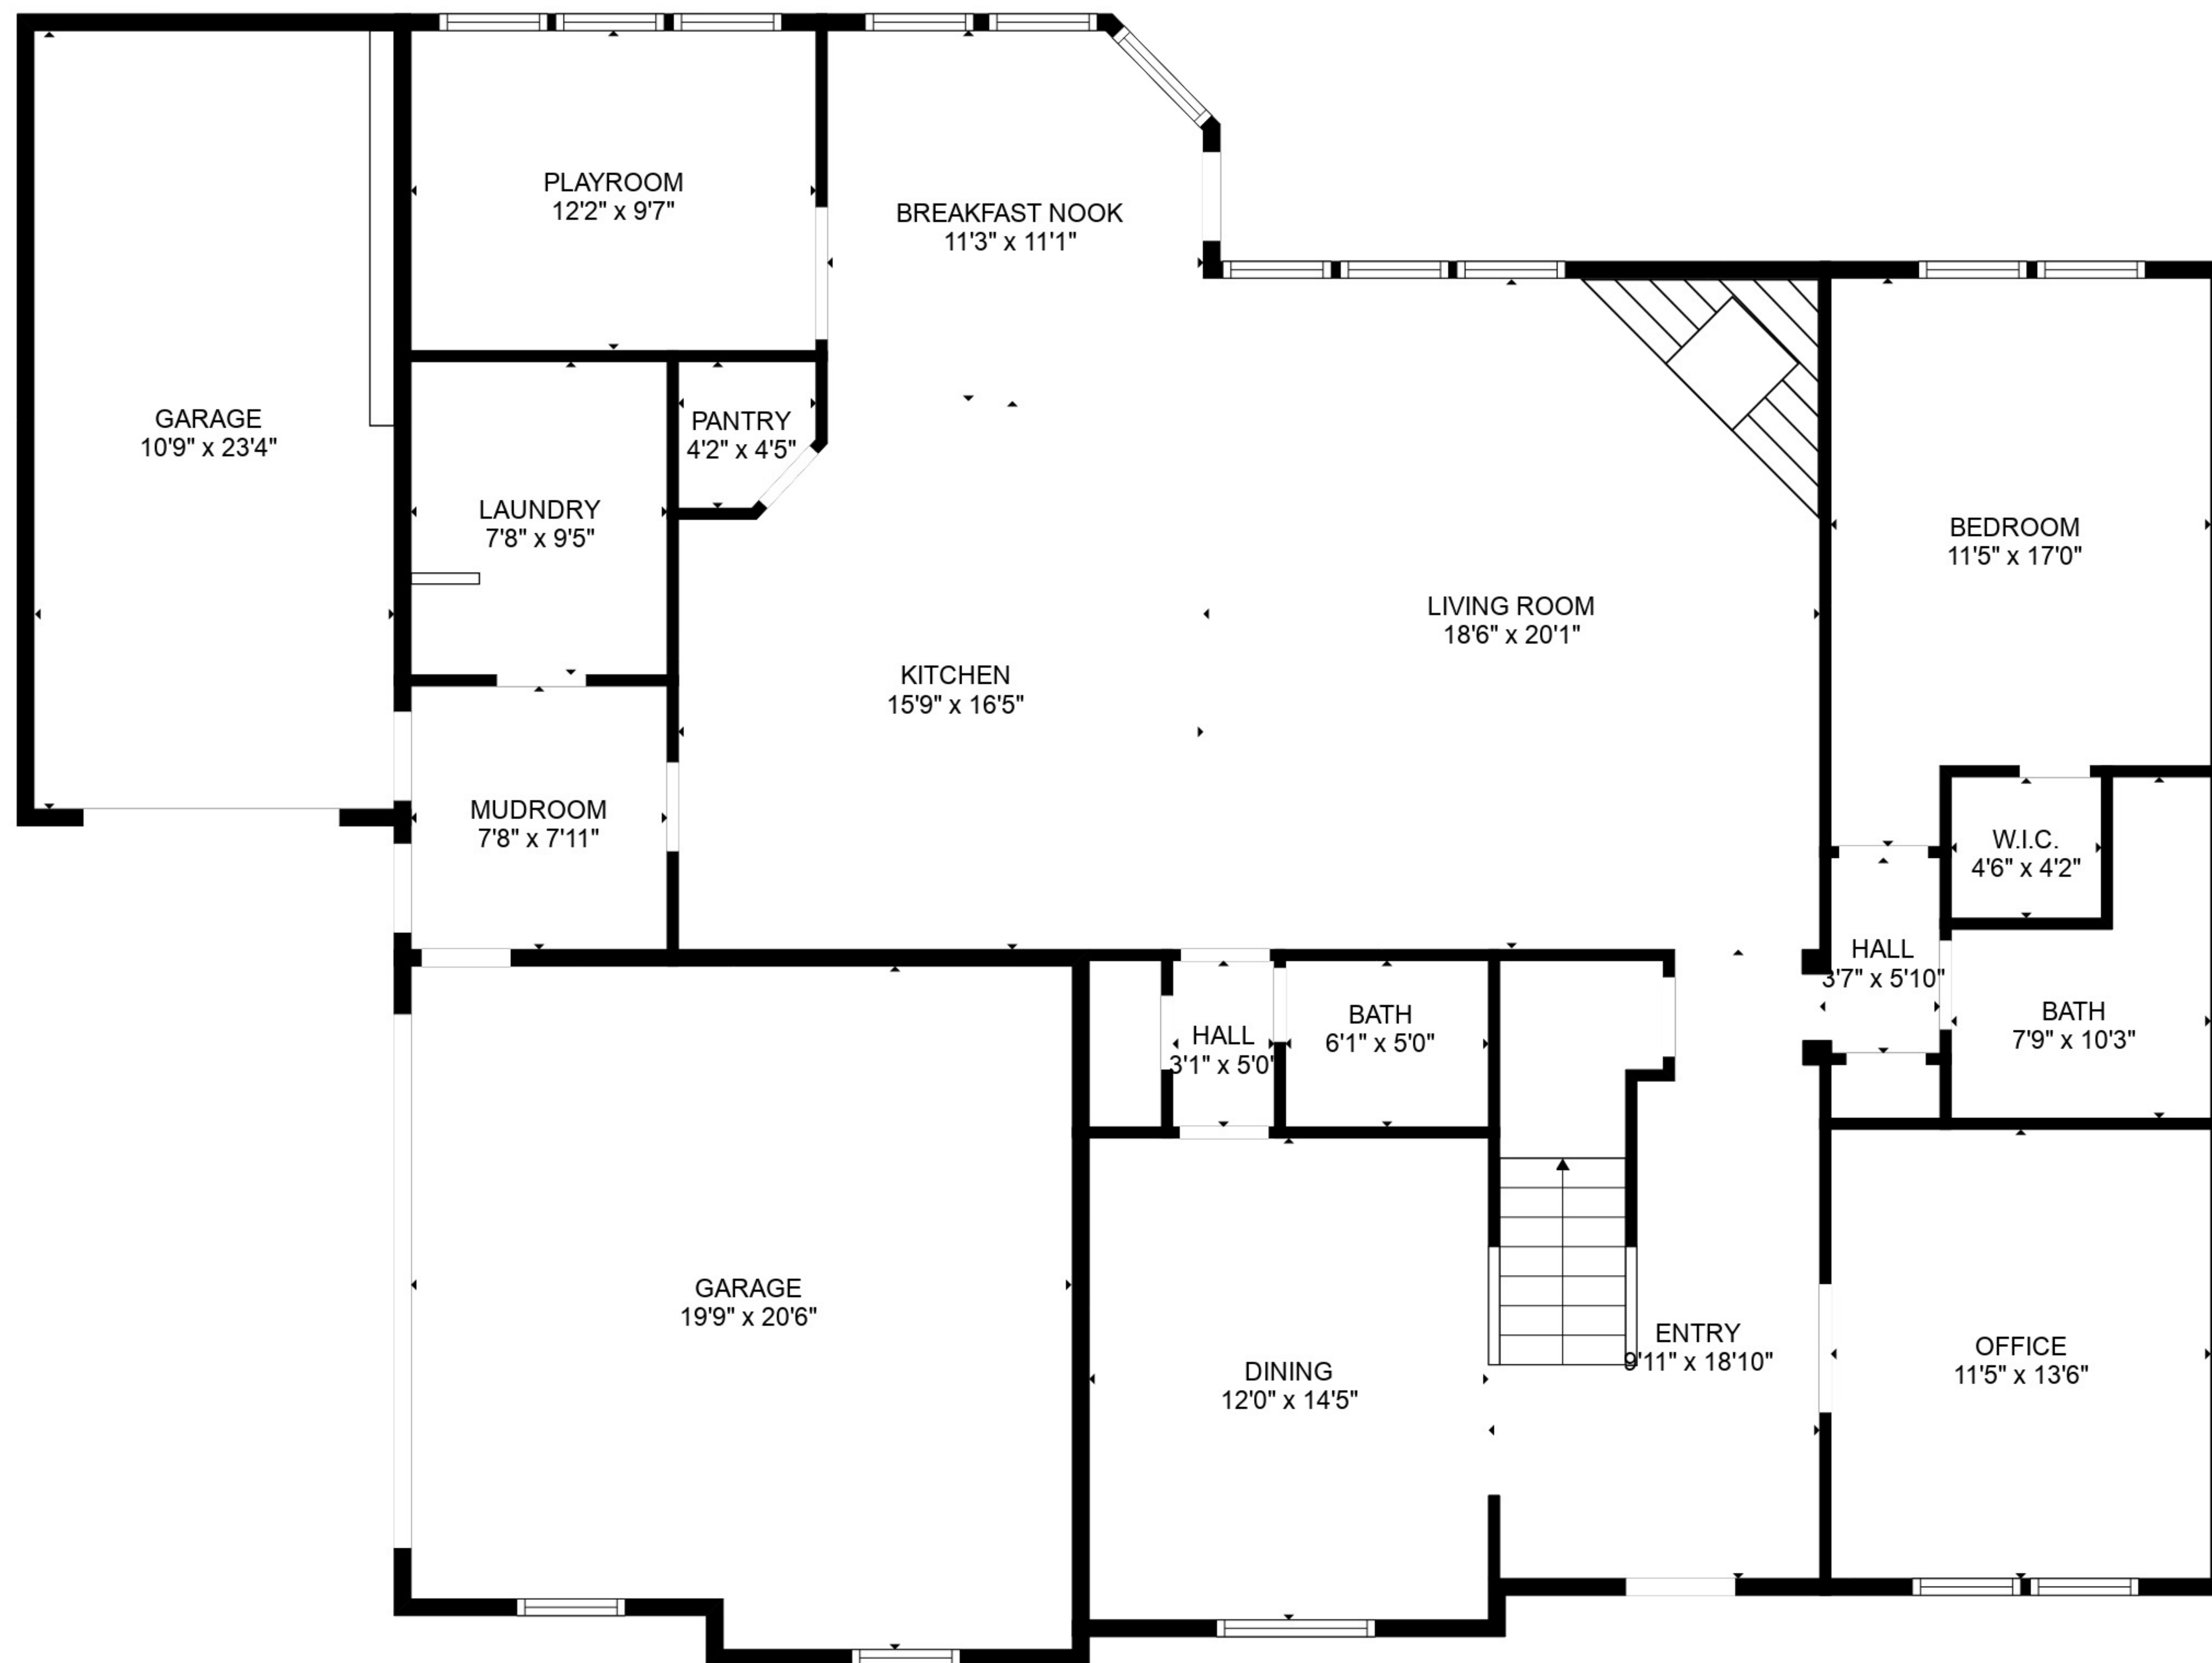 PLAYROOM
12'2" x 9'7"
BREAKFAST NOOK
11'3" x 11'1"
GARAGE
10'9" x 23'4"
PANTRY
4'2" x 4'5"
LAUNDRY
7'8" x 9'5"
BEDROOM
11'5" x 17'0"
LIVING ROOM
18'6" x 20'1"
KITCHEN
15'9" x 16'5"
MUDROOM
7'8" x 7'11"
W.I.C.
4'6" x 4'2"
HALL
3'7" x 5'10"
BATH
7'9" x 10'3"
HALL
3'1" x 5'0"
BATH
6'1" x 5'0"
GARAGE
19'9" x 20'6"
DINING
12'0" x 14'5"
ENTRY
9'11" x 18'10"
OFFICE
11'5" x 13'6"